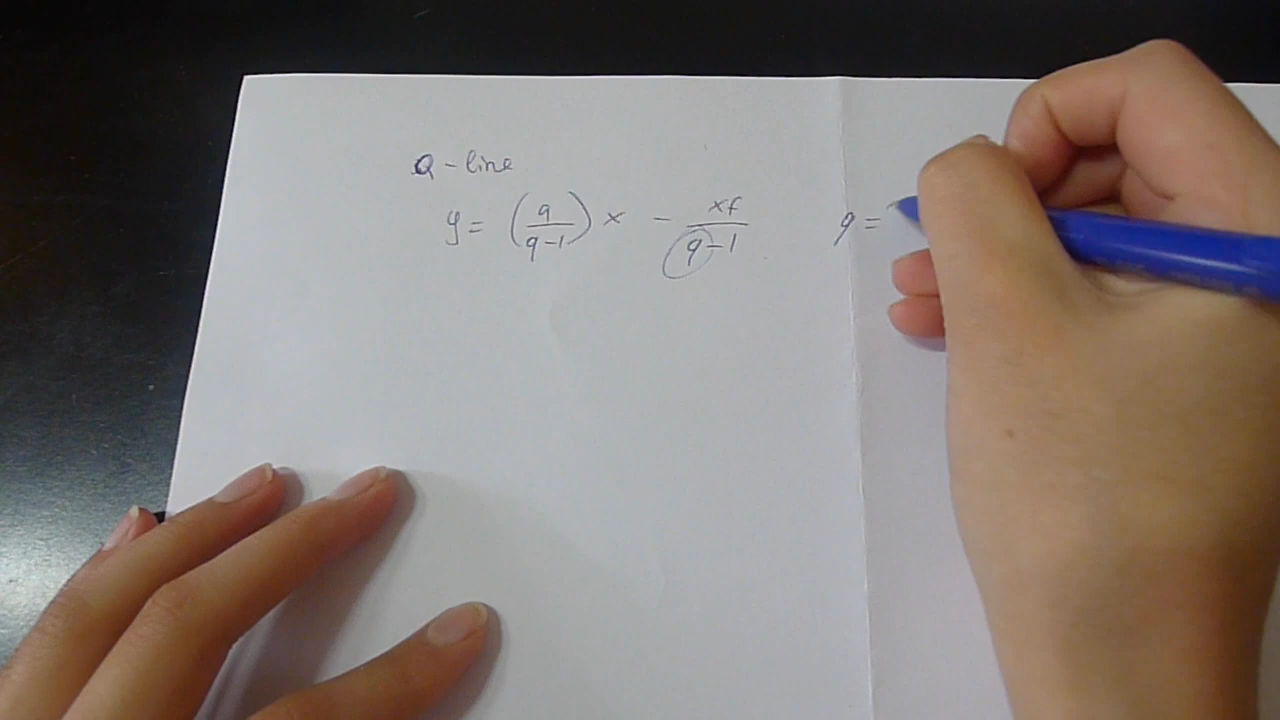 Q-line
y = (q/(q-1)) x - xf/(q-1) q =